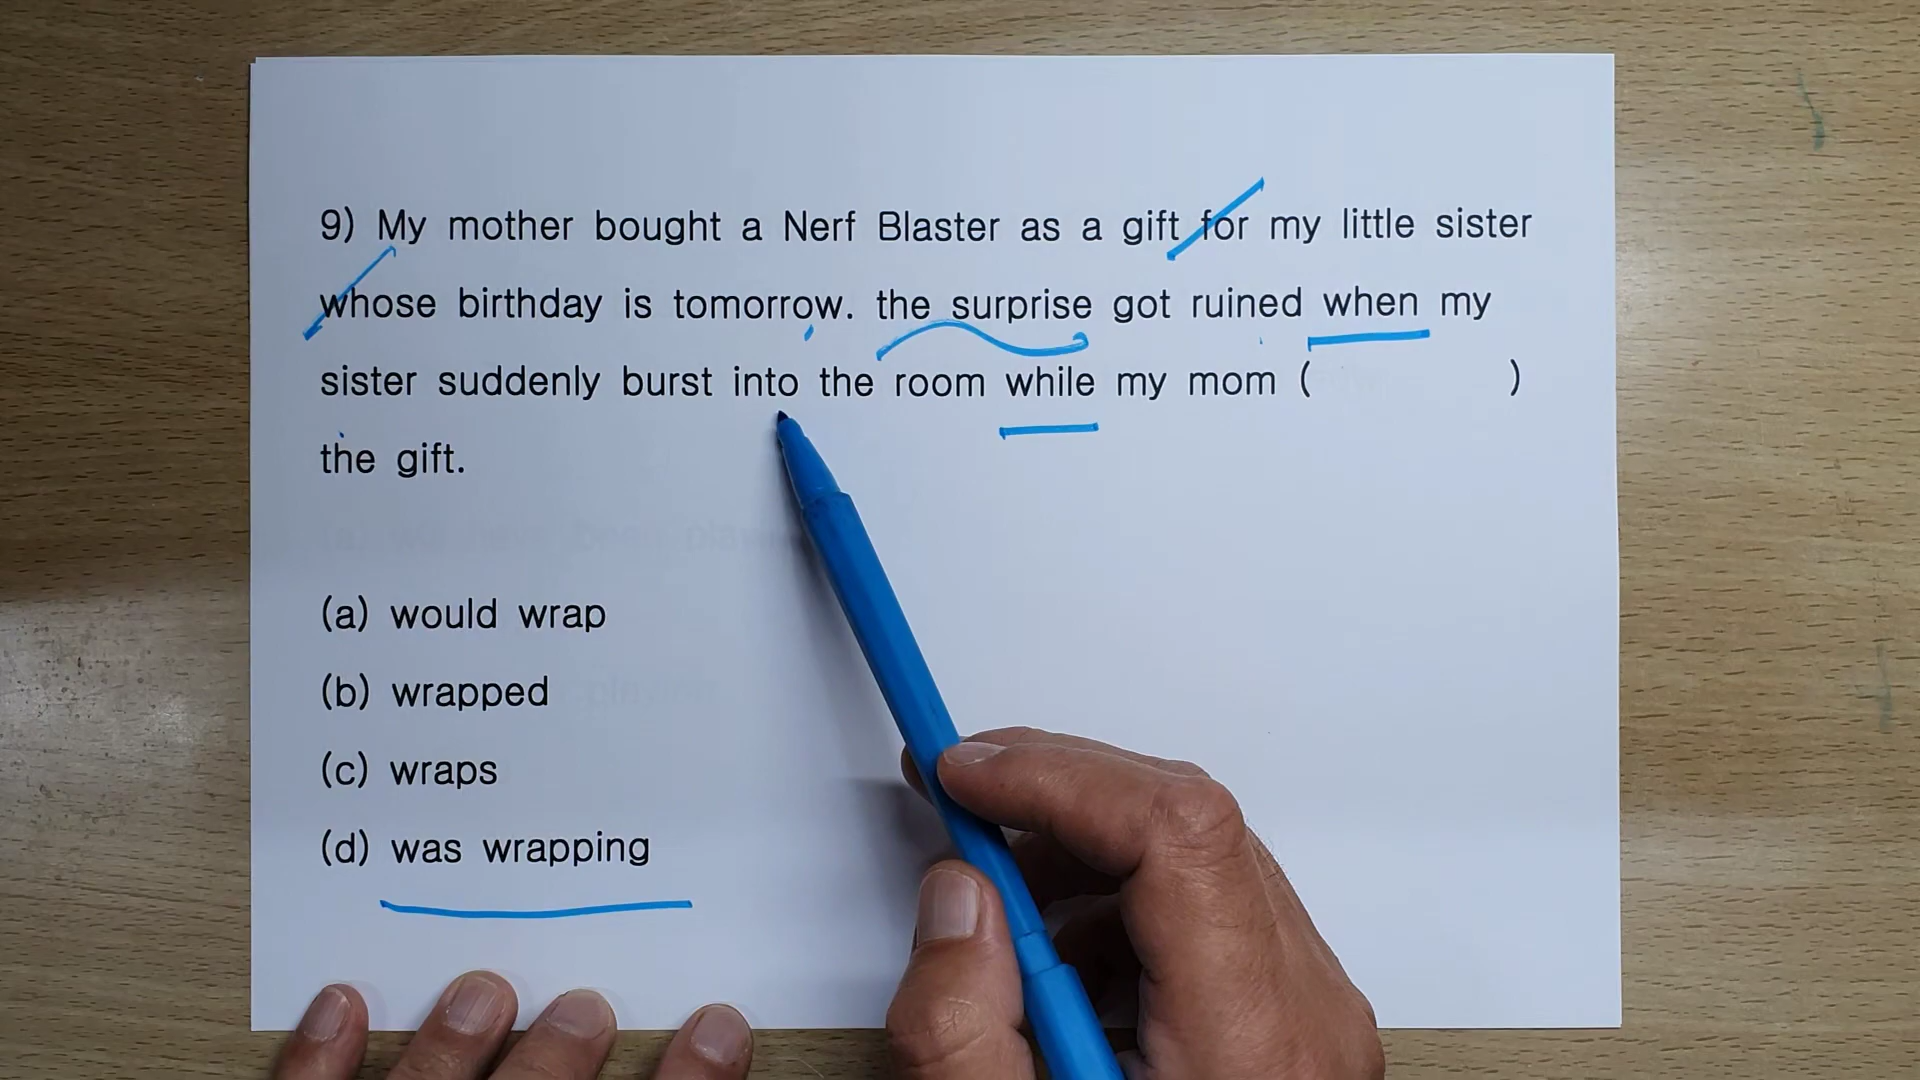 9) My mother bought a Nerf Blaster as a gift for my little sister
whose birthday is tomorrow. the surprise got ruined when my
sister suddenly burst into the room while my mom (          )
the gift.
(a) would wrap
(b) wrapped
(c) wraps
(d) was wrapping